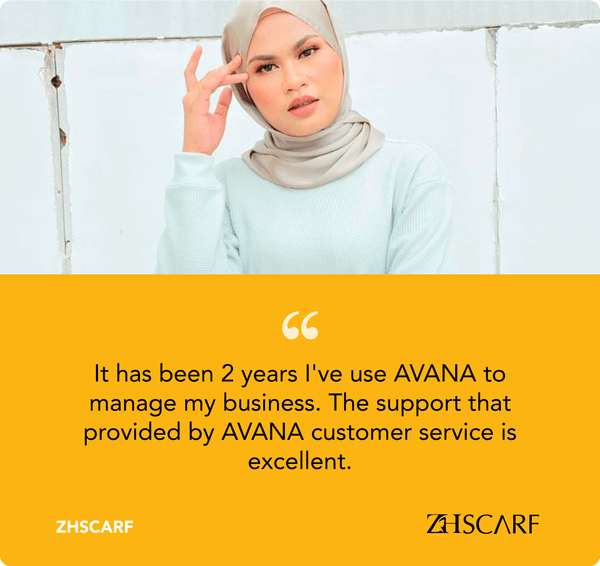 “
It has been 2 years I've use AVANA to
manage my business. The support that
provided by AVANA customer service is
excellent.
ZHSCARF
ZHSCARF